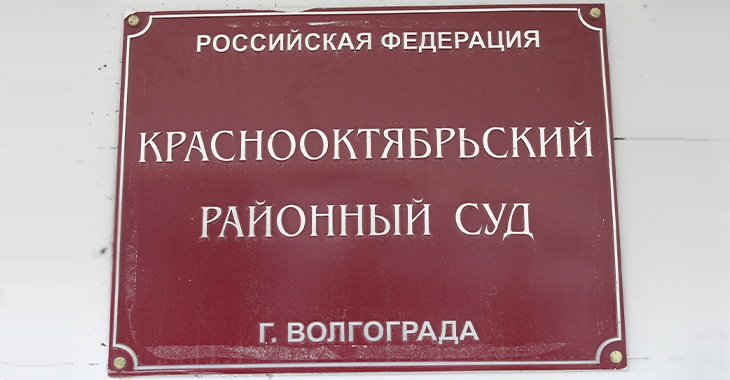 РОССИЙСКАЯ ФЕДЕРАЦИЯ
КРАСНООКТЯБРЬСКИЙ
РАЙОННЫЙ СУД
Г. ВОЛГОГРАДА